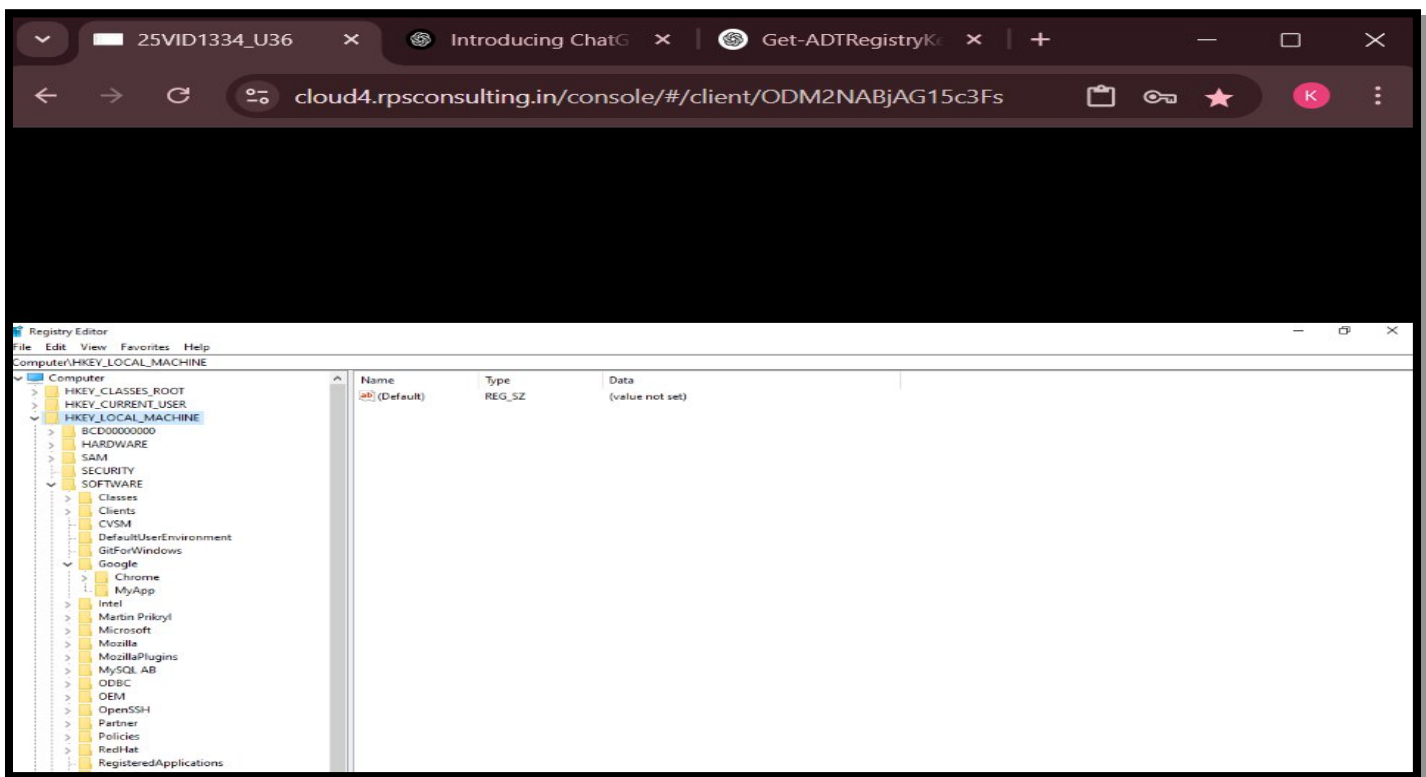 25VID1334_U36
Introducing ChatG
Get-ADTRegistryKe
cloud4.rpsconsulting.in/console/#/client/ODM2NABjAG15c3Fs
K
Registry Editor
File Edit View Favorites Help
Computer\HKEY_LOCAL_MACHINE
Computer
HKEY_CLASSES_ROOT
HKEY_CURRENT_USER
HKEY_LOCAL_MACHINE
BCD00000000
HARDWARE
SAM
SECURITY
SOFTWARE
Classes
Clients
CVSM
DefaultUserEnvironment
GitForWindows
Google
Chrome
MyApp
Intel
Martin Prikryl
Microsoft
Mozilla
MozillaPlugins
MySQL AB
ODBC
OEM
OpenSSH
Partner
Policies
RedHat
RegisteredApplications
Name Type Data
ab (Default) REG_SZ (value not set)